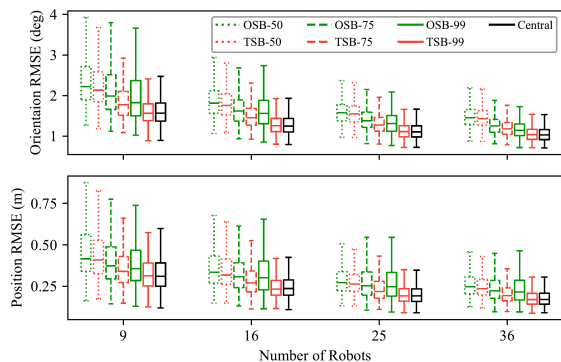 Orientaion RMSE (deg)
4
3
2
1
OSB-50
OSB-75
OSB-99
Central
TSB-50
TSB-75
TSB-99
Position RMSE (m)
0.75
0.50
0.25
9
16
25
36
Number of Robots